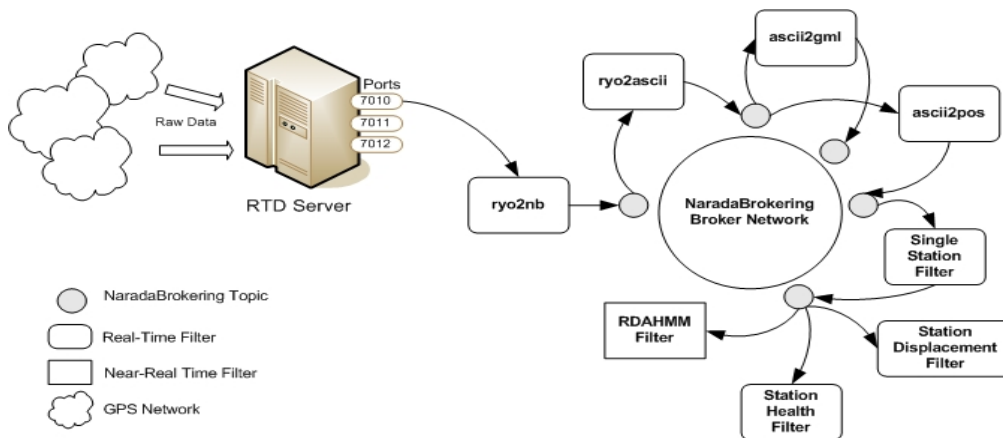 Raw Data
Ports
7010
7011
7012
RTD Server
ryo2nb
ryo2ascii
ascii2gml
ascii2pos
NaradaBrokering
Broker Network
Single
Station
Filter
RDAHMM
Filter
Station
Health
Filter
Station
Displacement
Filter
NaradaBrokering Topic
Real-Time Filter
Near-Real Time Filter
GPS Network